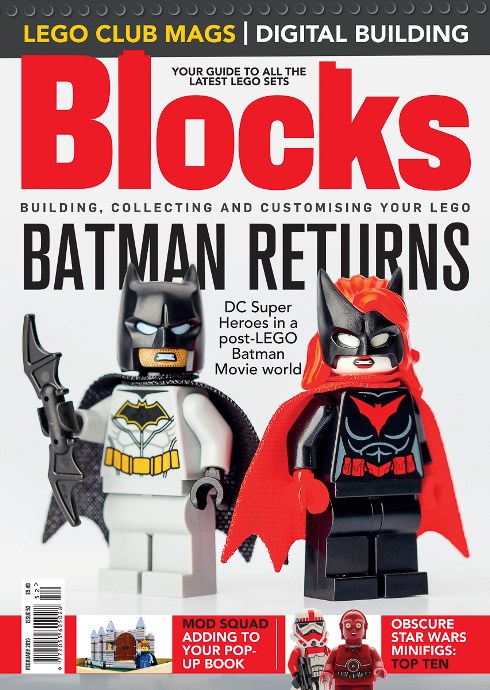 LEGO CLUB MAGS | DIGITAL BUILDING
YOUR GUIDE TO ALL THE
LATEST LEGO SETS
Blocks
BUILDING, COLLECTING AND CUSTOMISING YOUR LEGO
BATMAN RETURNS
DC Super
Heroes in a
post-LEGO
Batman
Movie world
MOD SQUAD
ADDING TO
YOUR POP-
UP BOOK
OBSCURE
STAR WARS
MINIFIGS:
TOP TEN